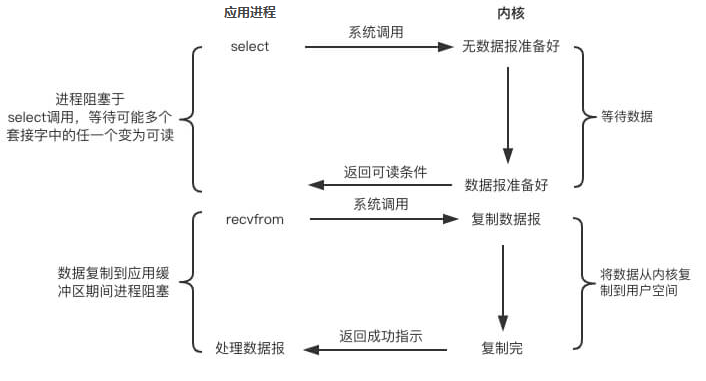 应用进程
内核
select
系统调用
无数据报准备好
进程阻塞于
select调用，等待可能多个
套接字中的任一个变为可读
等待数据
返回可读条件
数据报准备好
recvfrom
系统调用
复制数据报
数据复制到应用缓
冲区期间进程阻塞
将数据从内核复
制到用户空间
处理数据报
返回成功指示
复制完